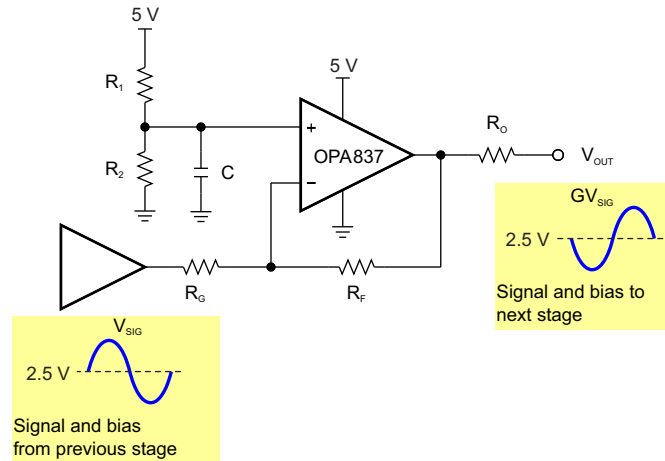 5 V
R1
5 V
+
OPA837
−
RO
VOUT
R2
C
GVSIG
2.5 V
Signal and bias to
next stage
RG
RF
VSIG
2.5 V
Signal and bias
from previous stage